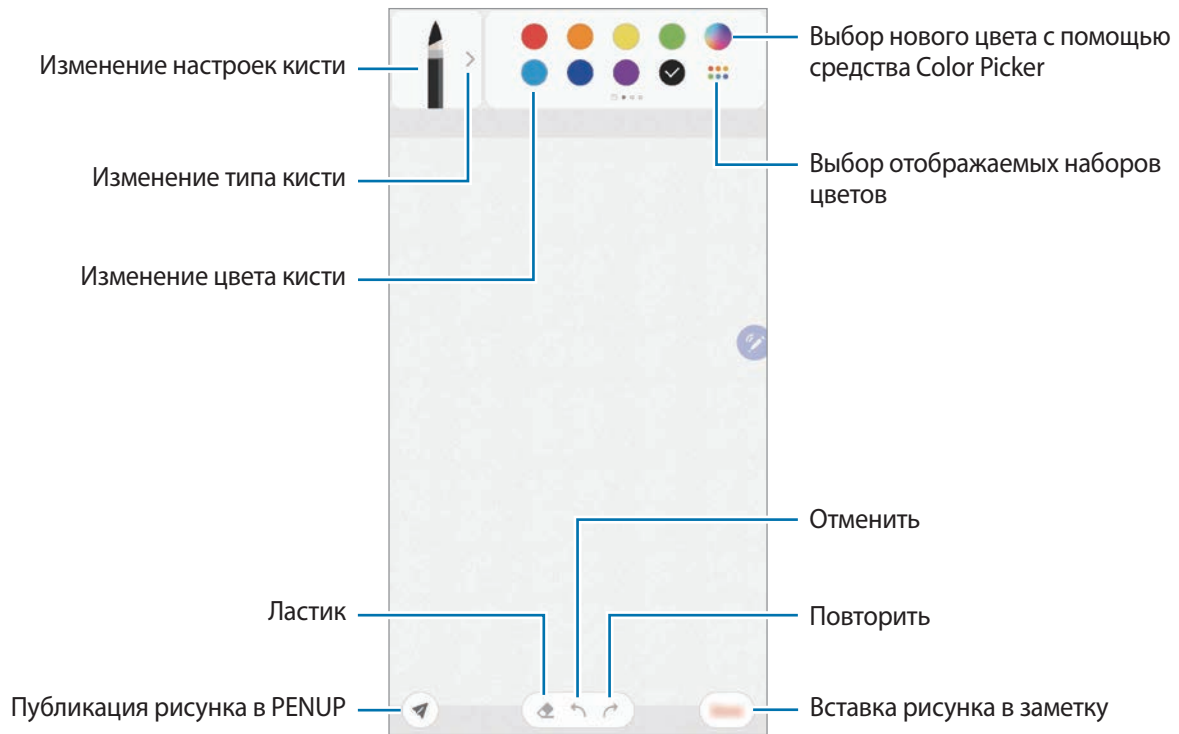 Изменение настроек кисти
Изменение типа кисти
Изменение цвета кисти
Ластик
Публикация рисунка в PENUP
Выбор нового цвета с помощью
средства Color Picker
Выбор отображаемых наборов
цветов
Отменить
Повторить
Вставка рисунка в заметку